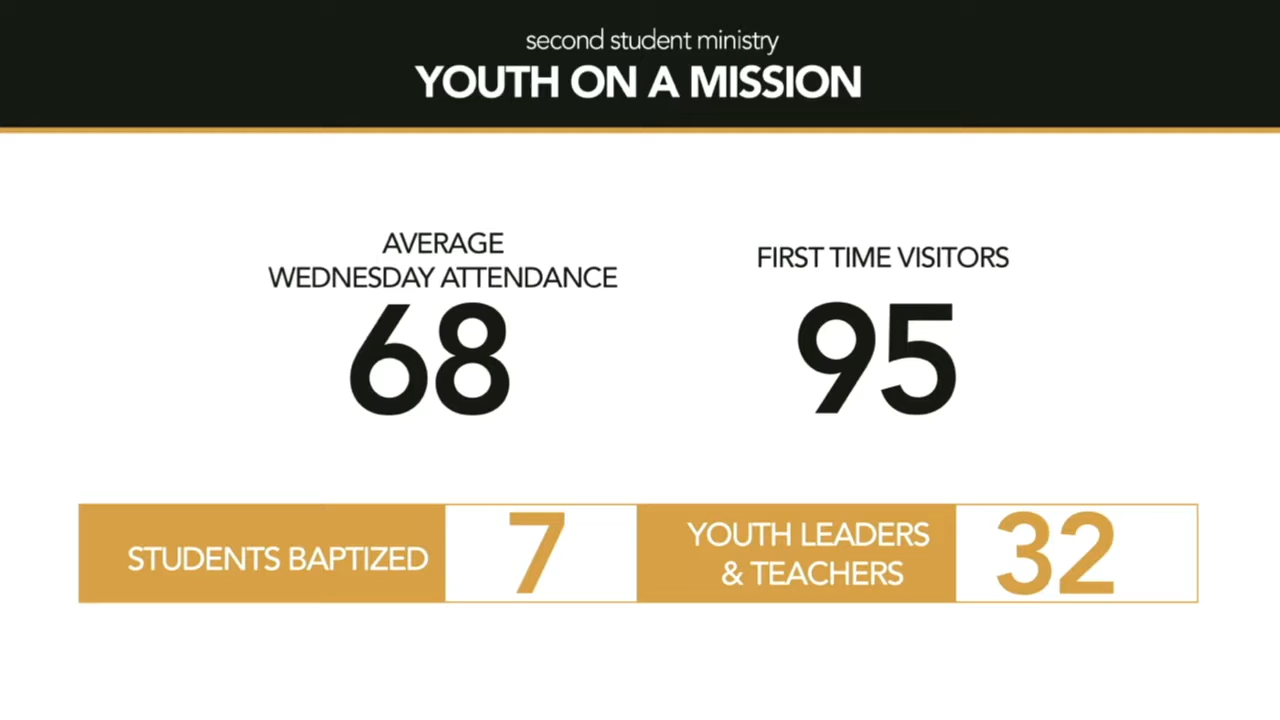 second student ministry
YOUTH ON A MISSION
AVERAGE
WEDNESDAY ATTENDANCE
68
FIRST TIME VISITORS
95
STUDENTS BAPTIZED
7
YOUTH LEADERS
& TEACHERS
32